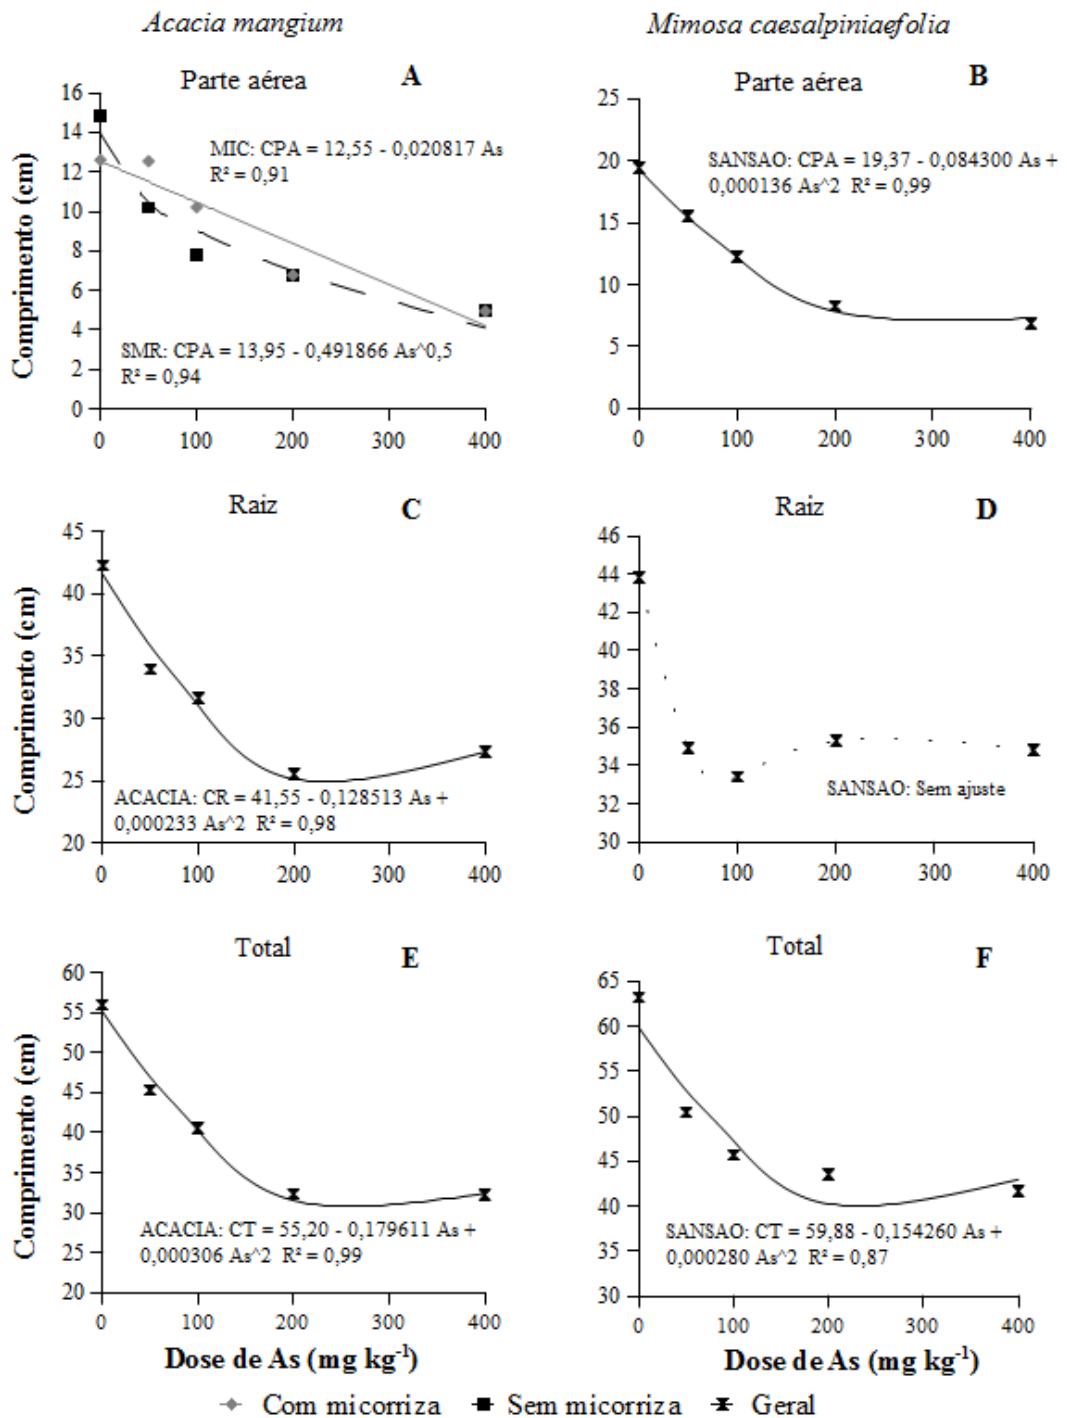 Acacia mangium
Mimosa caesalpiniaefolia
Parte aérea
A
Comprimento (cm)
16
14
12
10
8
6
4
2
0
MIC: CPA = 12,55 - 0,020817 As
R² = 0,91
SMR: CPA = 13,95 - 0,491866 As^0,5
R² = 0,94
0 100 200 300 400
Parte aérea
B
25
20
15
10
5
0
SANSAO: CPA = 19,37 - 0,084300 As +
0,000136 As^2 R² = 0,99
0 100 200 300 400
Raiz
C
Comprimento (cm)
45
40
35
30
25
20
ACACIA: CR = 41,55 - 0,128513 As +
0,000233 As^2 R² = 0,98
0 100 200 300 400
Raiz
D
46
44
42
40
38
36
34
32
30
SANSAO: Sem ajuste
0 100 200 300 400
Total
E
Comprimento (cm)
60
55
50
45
40
35
30
25
20
ACACIA: CT = 55,20 - 0,179611 As +
0,000306 As^2 R² = 0,99
0 100 200 300 400
Dose de As (mg kg⁻¹)
Total
F
65
60
55
50
45
40
35
30
SANSAO: CT = 59,88 - 0,154260 As +
0,000280 As^2 R² = 0,87
0 100 200 300 400
Dose de As (mg kg⁻¹)
Com micorriza Sem micorriza Geral